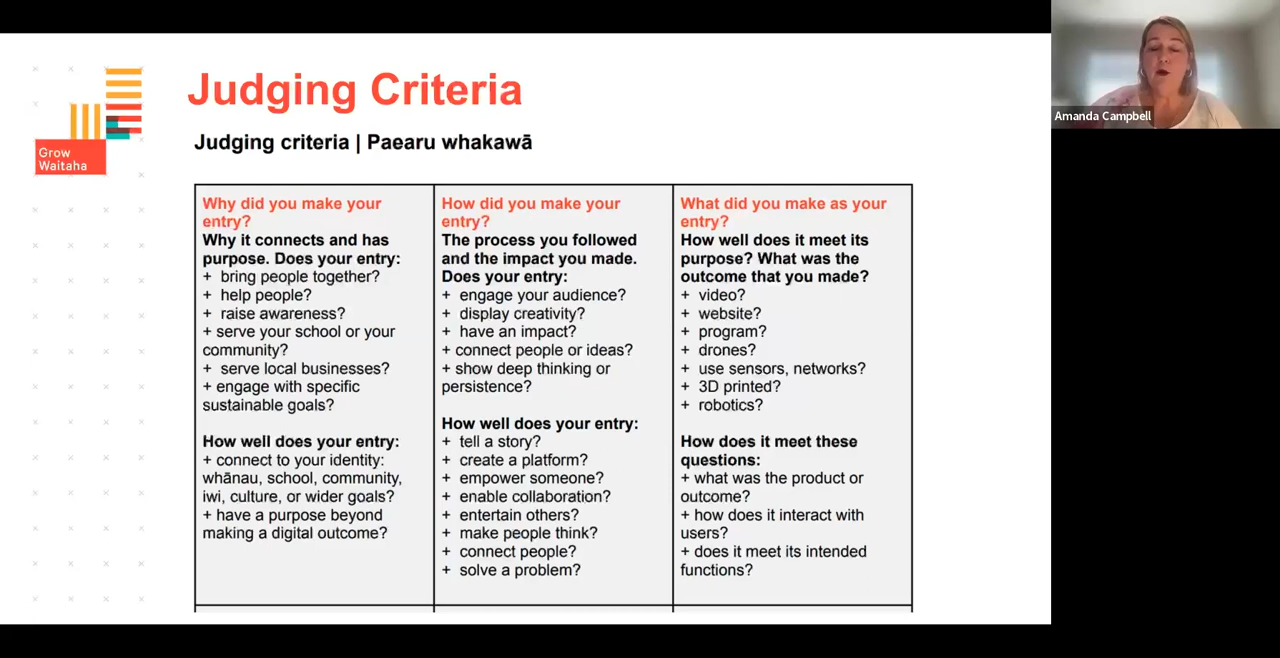 Judging Criteria
Judging criteria | Paearu whakawā
Grow
Waitaha
Why did you make your
entry?
Why it connects and has
purpose. Does your entry:
+ bring people together?
+ help people?
+ raise awareness?
+ serve your school or your
community?
+ serve local businesses?
+ engage with specific
sustainable goals?
How well does your entry:
+ connect to your identity:
whānau, school, community,
iwi, culture, or wider goals?
+ have a purpose beyond
making a digital outcome?
How did you make your
entry?
The process you followed
and the impact you made.
Does your entry:
+ engage your audience?
+ display creativity?
+ have an impact?
+ connect people or ideas?
+ show deep thinking or
persistence?
How well does your entry:
+ tell a story?
+ create a platform?
+ empower someone?
+ enable collaboration?
+ entertain others?
+ make people think?
+ connect people?
+ solve a problem?
What did you make as your
entry?
How well does it meet its
purpose? What was the
outcome that you made?
+ video?
+ website?
+ program?
+ drones?
+ use sensors, networks?
+ 3D printed?
+ robotics?
How does it meet these
questions:
+ what was the product or
outcome?
+ how does it interact with
users?
+ does it meet its intended
functions?
Amanda Campbell